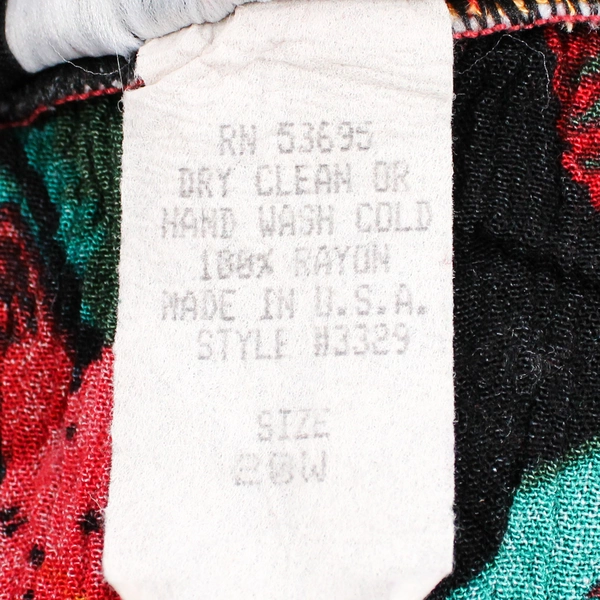 RN 53695
DRY CLEAN OR
HAND WASH COLD
100% RAYON
MADE IN U.S.A.
STYLE #3329
SIZE
20W